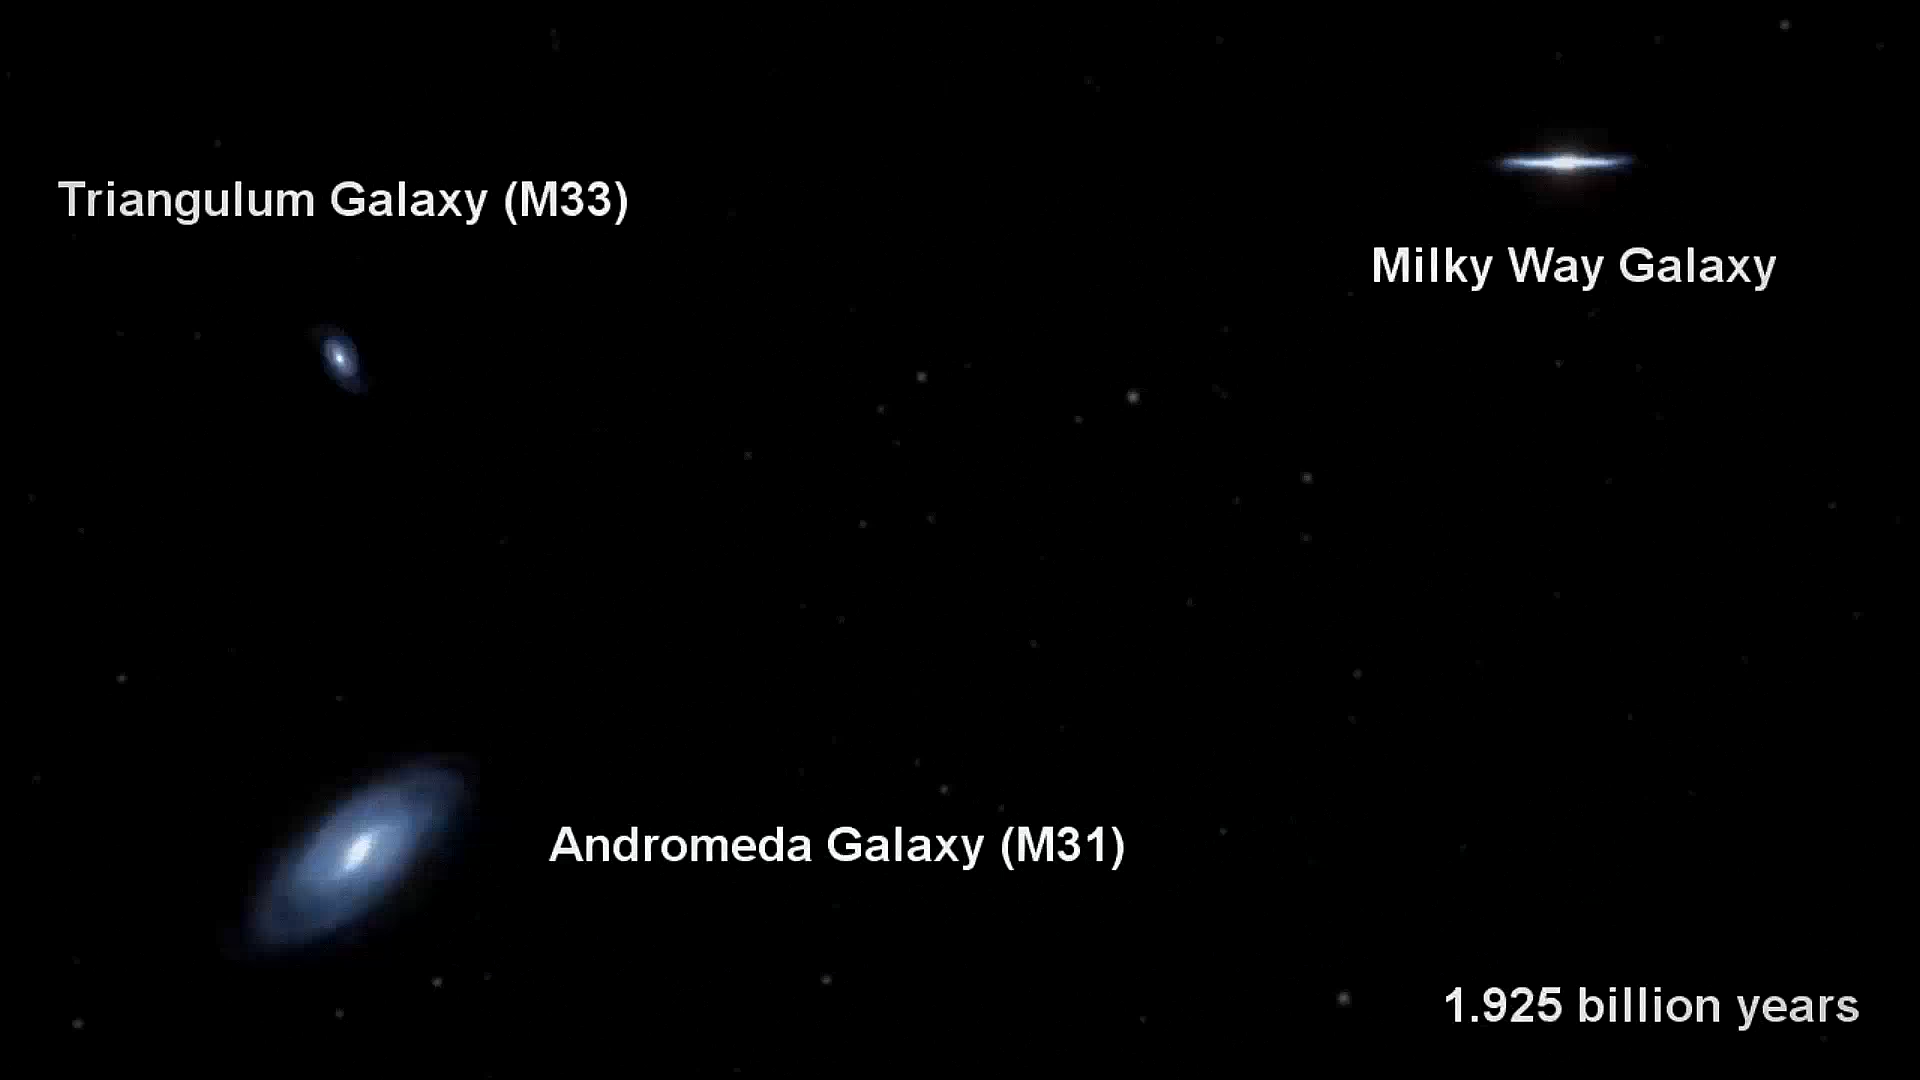 Triangulum Galaxy (M33)
Milky Way Galaxy
Andromeda Galaxy (M31)
1.925 billion years